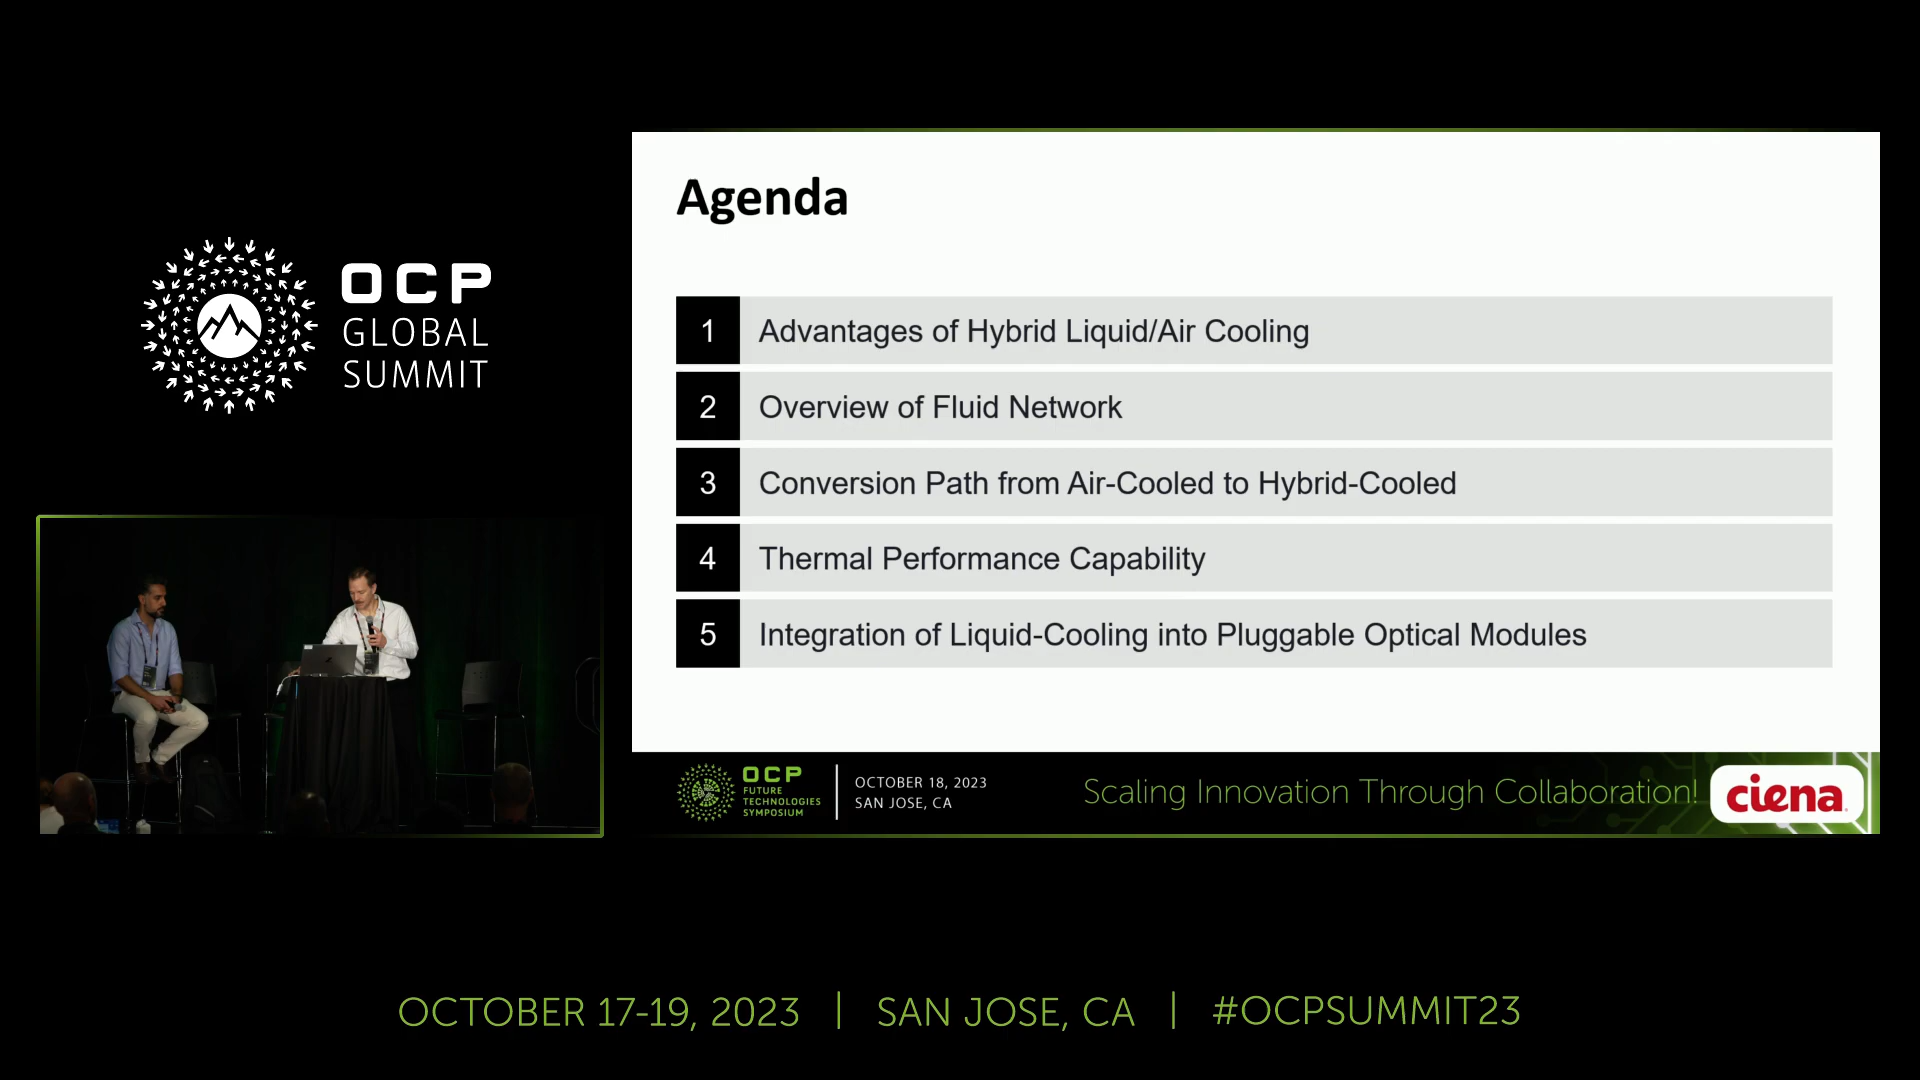 OCP
GLOBAL
SUMMIT
Agenda
1 Advantages of Hybrid Liquid/Air Cooling
2 Overview of Fluid Network
3 Conversion Path from Air-Cooled to Hybrid-Cooled
4 Thermal Performance Capability
5 Integration of Liquid-Cooling into Pluggable Optical Modules
OCP
FUTURE
TECHNOLOGIES
SYMPOSIUM
OCTOBER 18, 2023
SAN JOSE, CA
Scaling Innovation Through Collaboration!
ciena
OCTOBER 17-19, 2023 | SAN JOSE, CA | #OCPSUMMIT23